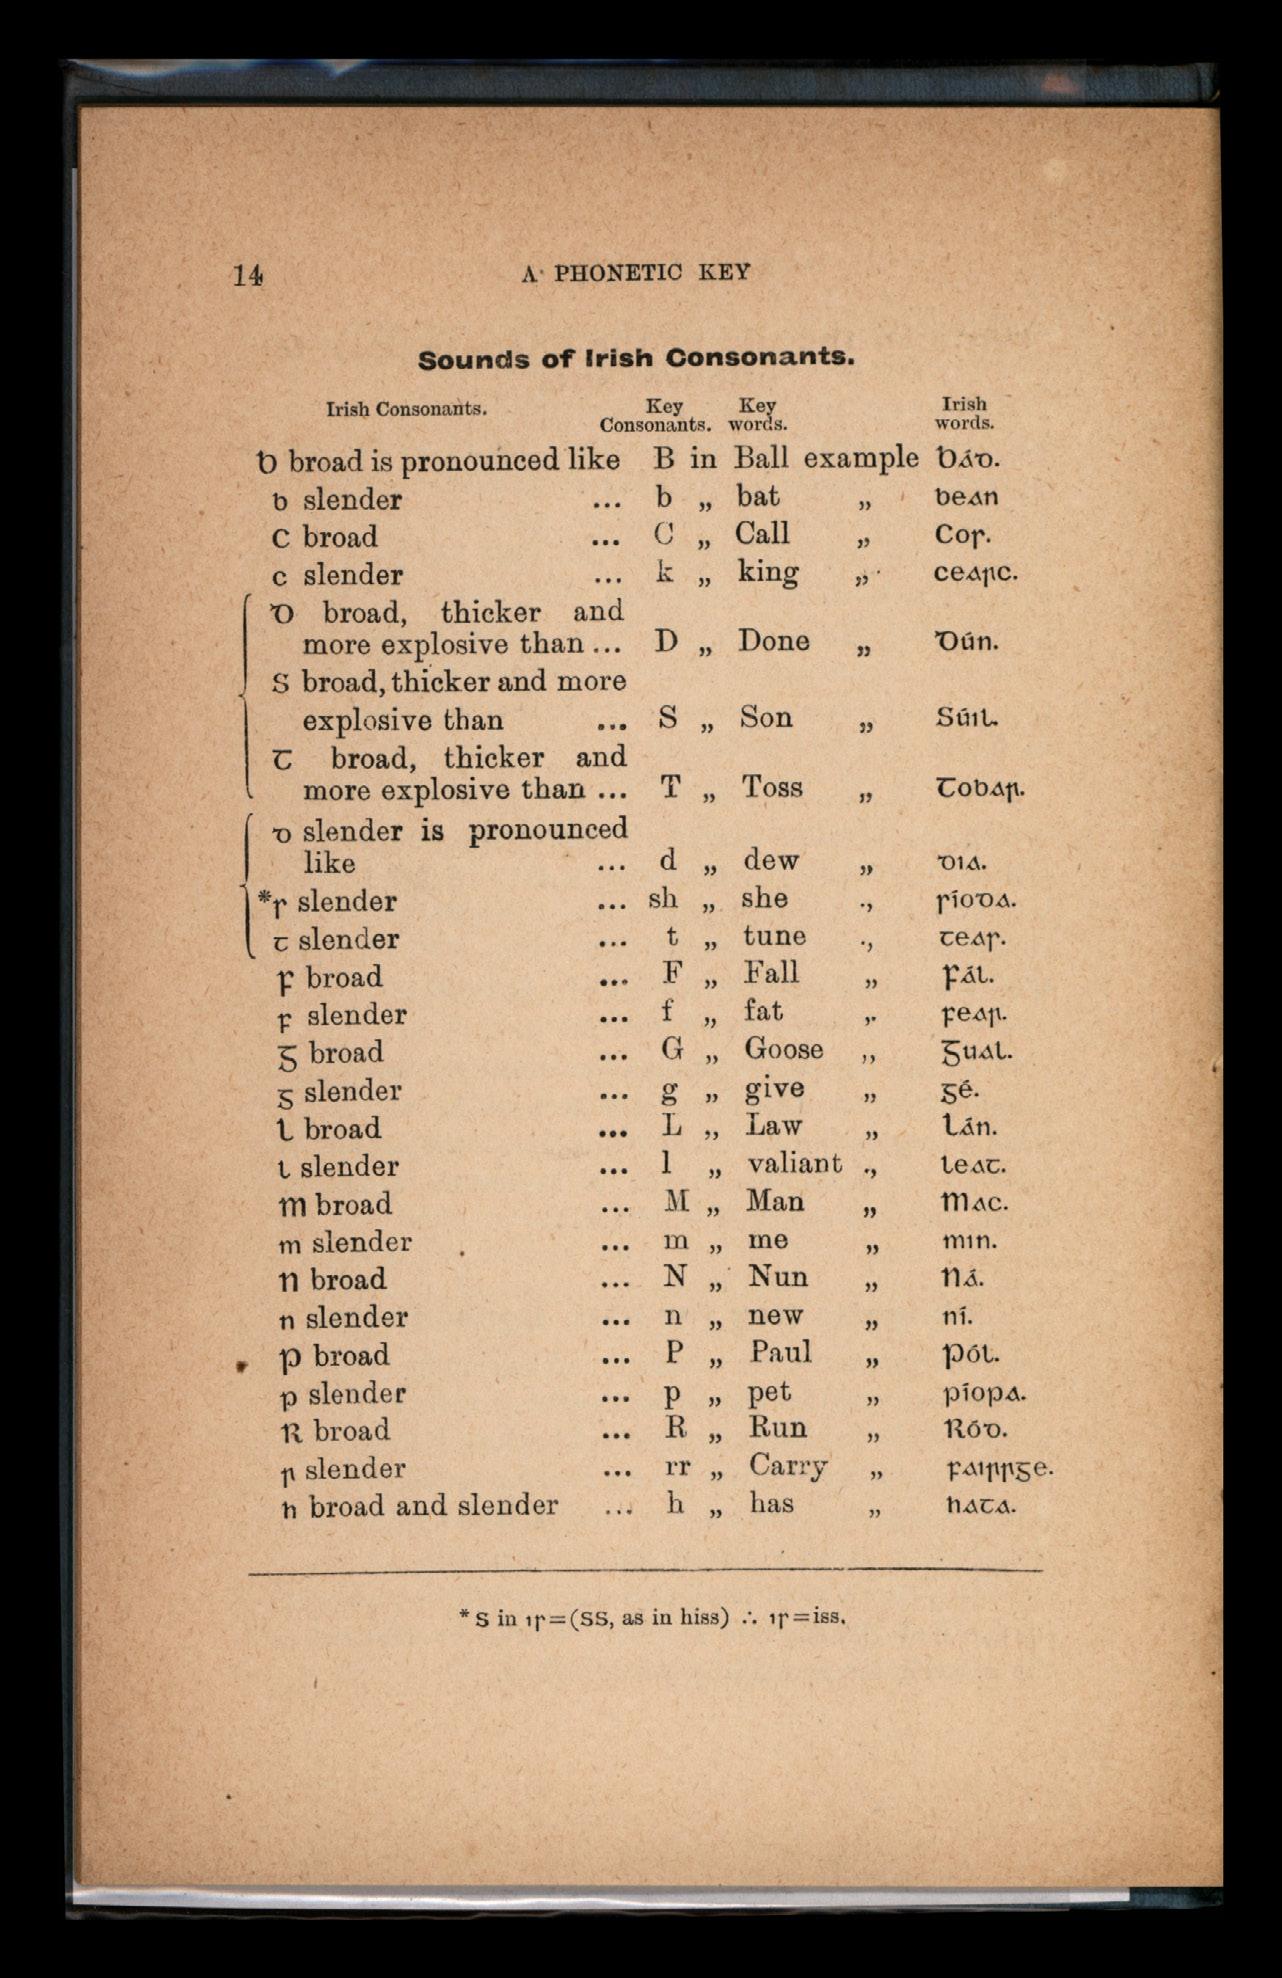 14
A PHONETIC KEY
Sounds of Irish Consonants.
Irish Consonants. Key Consonants. Key words. Irish words.
b broad is pronounced like B in Ball example bád.
b slender ... b „ bat „ bean
C broad ... C „ Call „ Cos.
c slender ... k „ king „ cearc.
D broad, thicker and
more explosive than ... D „ Done „ Dún.
S broad, thicker and more
explosive than ... S „ Son „ Súil.
T broad, thicker and
more explosive than ... T „ Toss „ Tobar.
d slender is pronounced
like ... d „ dew „ dia.
*s slender ... sh „ she „ síoda.
t slender ... t „ tune „ teas.
F broad ... F „ Fall „ Fál.
f slender ... f „ fat „ fear.
G broad ... G „ Goose „ Gual.
g slender ... g „ give „ gé.
L broad ... L „ Law „ Lán.
l slender ... l „ valiant „ leat.
M broad ... M „ Man „ Mac.
m slender ... m „ me „ min.
N broad ... N „ Nun „ Ná.
n slender ... n „ new „ ní.
P broad ... P „ Paul „ Pól.
p slender ... p „ pet „ píopa.
R broad ... R „ Run „ Ród.
r slender ... rr „ Carry „ fairrge.
h broad and slender ... h „ has „ hata.
* S in is=(SS, as in hiss) ∴ is=iss.